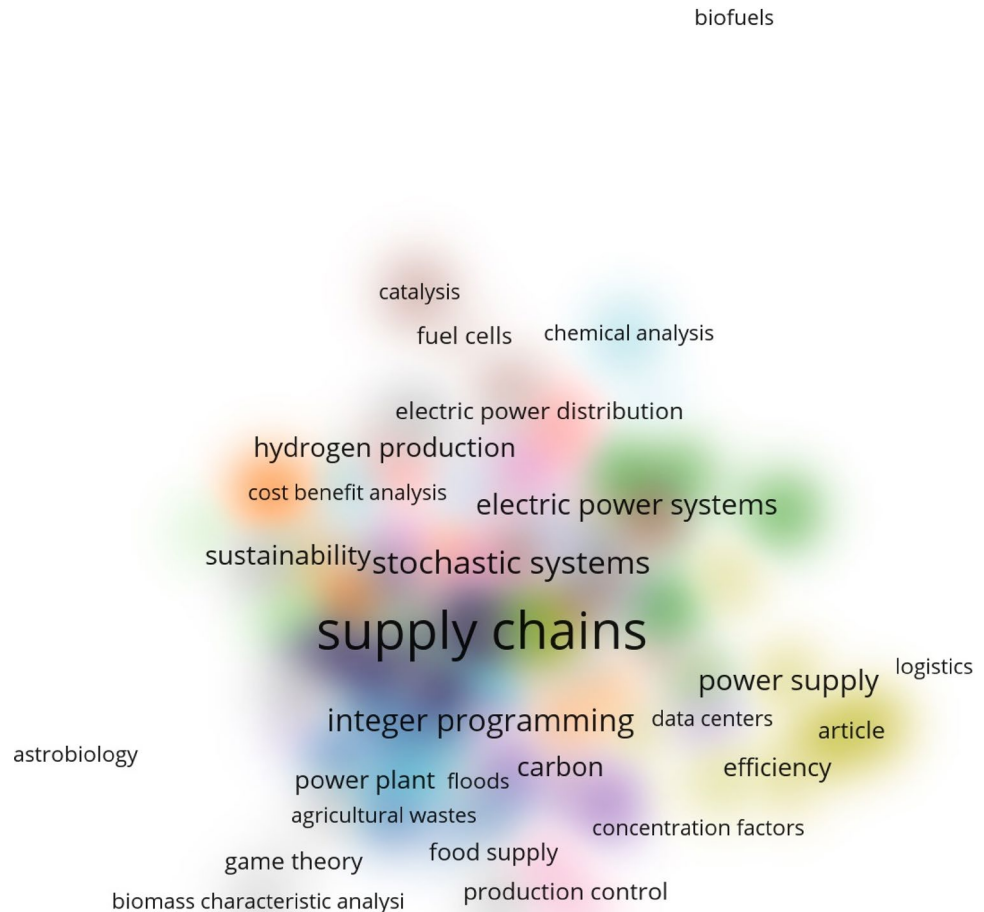 biofuels
catalysis
fuel cells
chemical analysis
electric power distribution
hydrogen production
cost benefit analysis
electric power systems
sustainability
stochastic systems
supply chains
logistics
power supply
integer programming
data centers
article
astrobiology
carbon
efficiency
power plant
floods
agricultural wastes
concentration factors
food supply
game theory
production control
biomass characteristic analysi